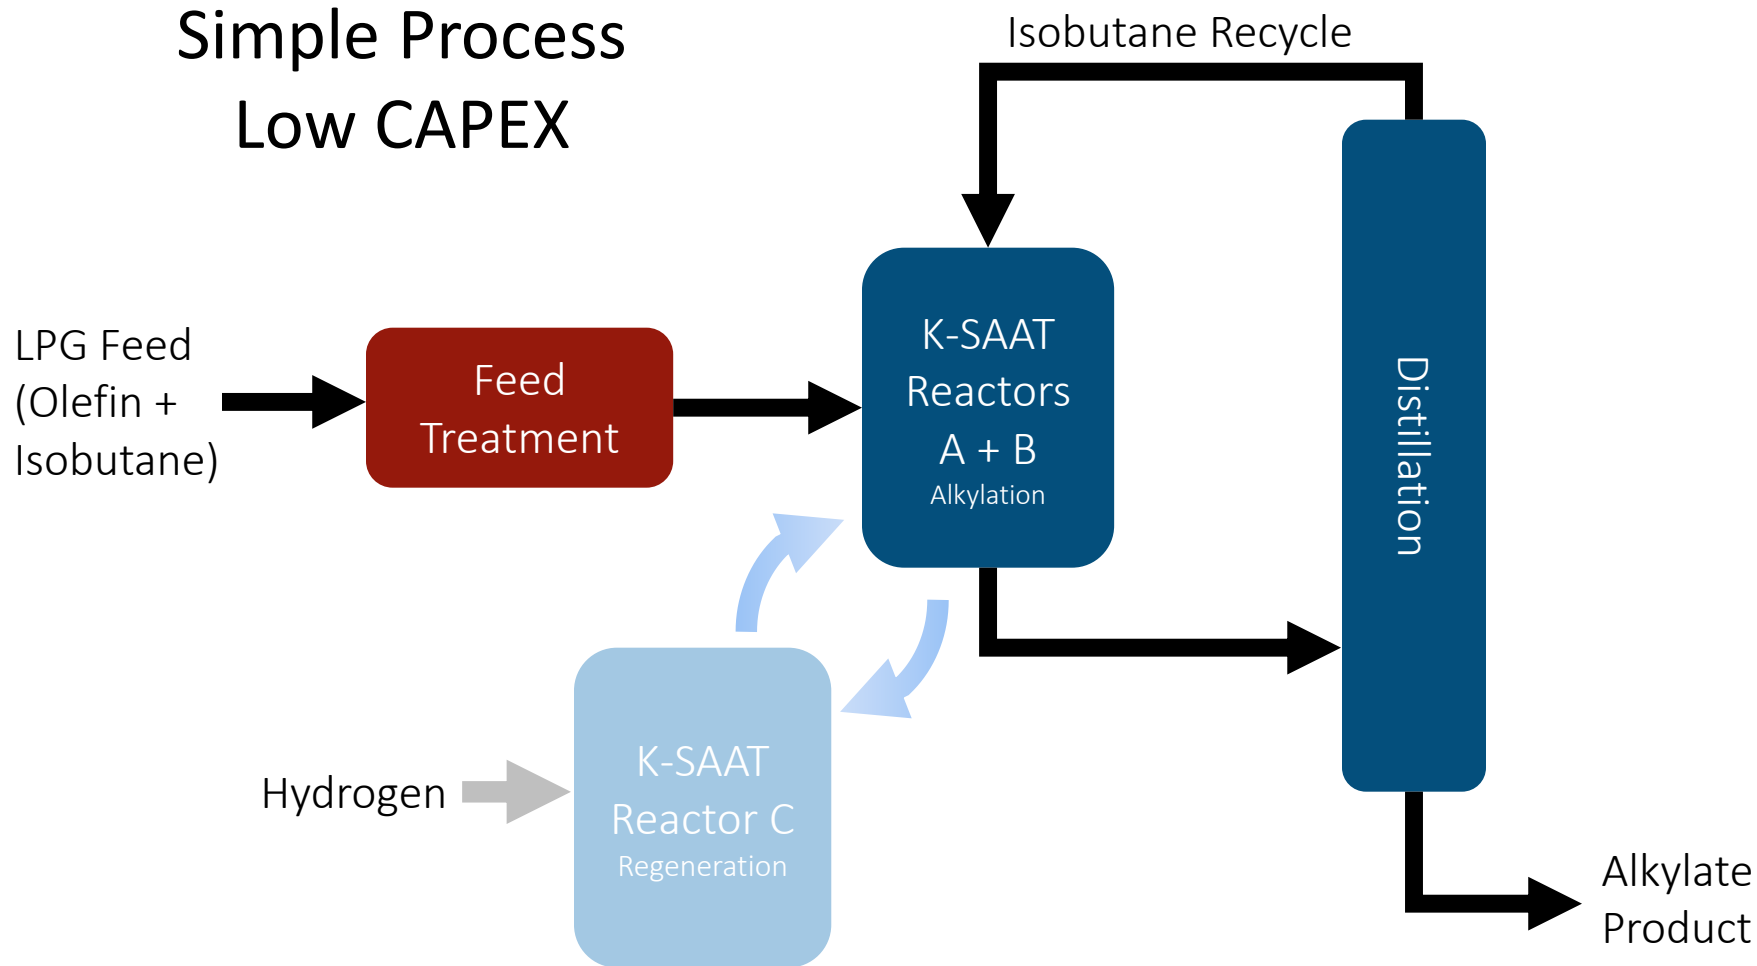 Simple Process
Low CAPEX
Isobutane Recycle
LPG Feed
(Olefin +
Isobutane)
Feed
Treatment
K-SAAT
Reactors
A + B
Alkylation
Distillation
Hydrogen
K-SAAT
Reactor C
Regeneration
Alkylate
Product